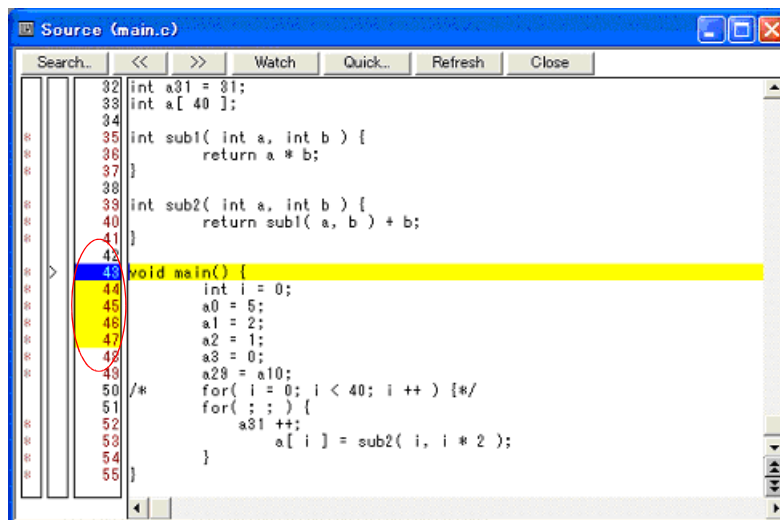 Source (main.c)
Search... << >> Watch Quick... Refresh Close
32 int a31 = 31;
33 int a[ 40 ];
34
35 int sub1( int a, int b ) {
36 return a * b;
37 }
38
39 int sub2( int a, int b ) {
40 return sub1( a, b ) + b;
41 }
42
43 void main() {
44 int i = 0;
45 a0 = 5;
46 a1 = 2;
47 a2 = 1;
48 a3 = 0;
49 a29 = a10;
50 /* for( i = 0; i < 40; i ++ ) {*/
51 for( ; ; ) {
52 a31 ++;
53 a[ i ] = sub2( i, i * 2 );
54 }
55 }